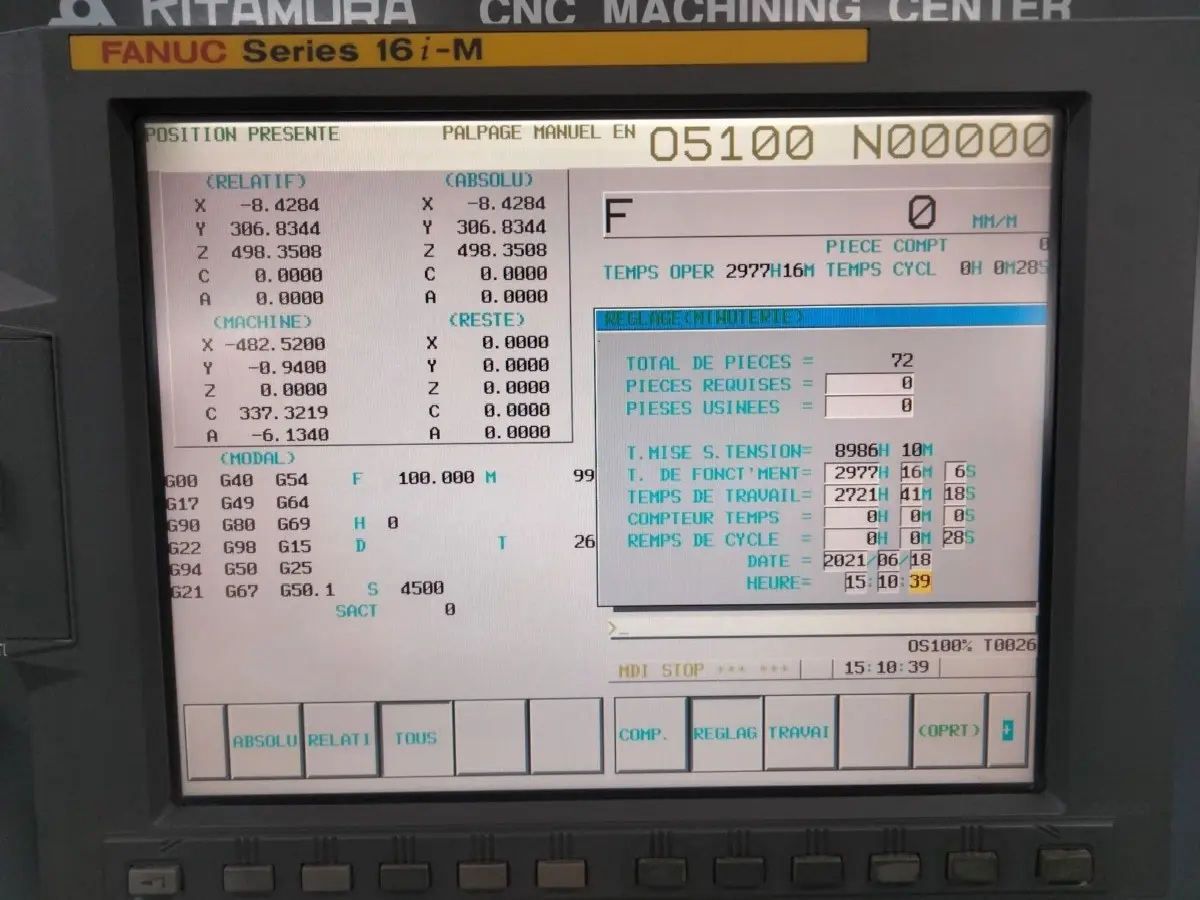 KITAMURA CNC MACHINING CENTER
FANUC Series 16i-M
POSITION PRESENTE PALPAGE MANUEL EN O5100 N00000
(RELATIF) (ABSOLU)
X -8.4284 X -8.4284
Y 306.8344 Y 306.8344
Z 498.3508 Z 498.3508
C 0.0000 C 0.0000
A 0.0000 A 0.0000
(MACHINE) (RESTE)
X -482.5200 X 0.0000
Y -0.9400 Y 0.0000
Z 0.0000 Z 0.0000
C 337.3219 C 0.0000
A -6.1340 A 0.0000
(MODAL)
G00 G40 G54 F 100.000 M 99
G17 G49 G64
G90 G80 G69 H 0
G22 G98 G15 D T 26
G94 G50 G25
G21 G67 G50.1 S 4500
SACT 0
F 0 MM/M
PIECE COMPT 0
TEMPS OPER 2977H16M TEMPS CYCL 0H 0M28S
REGLAGE(MINUTERIE)
TOTAL DE PIECES = 72
PIECES REQUISES = 0
PIESES USINEES = 0
T.MISE S.TENSION= 8986H 10M
T. DE FONCT'MENT= 2977H 16M 6S
TEMPS DE TRAVAIL= 2721H 41M 18S
COMPTEUR TEMPS = 0H 0M 0S
REMPS DE CYCLE = 0H 0M 28S
DATE = 2021/06/18
HEURE= 15:10:39
>_
OS100% T0026
MDI STOP *** *** 15:10:39
ABSOLU RELATI TOUS COMP. REGLAG TRAVAI (OPRT) +